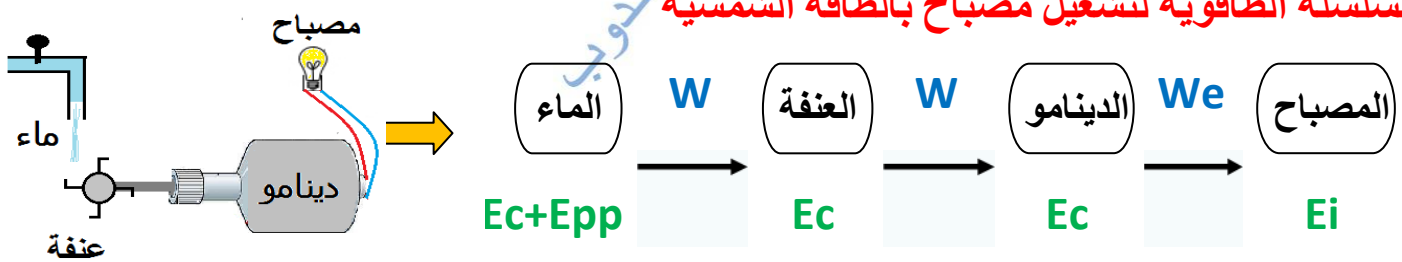 سلسلة الطاقوية لتشغيل مصباح بالطاقة الشمسية
مصباح
ماء
دينامو
عنفة
الماء W العنفة W الدينامو We المصباح
Ec+Epp Ec Ec Ei